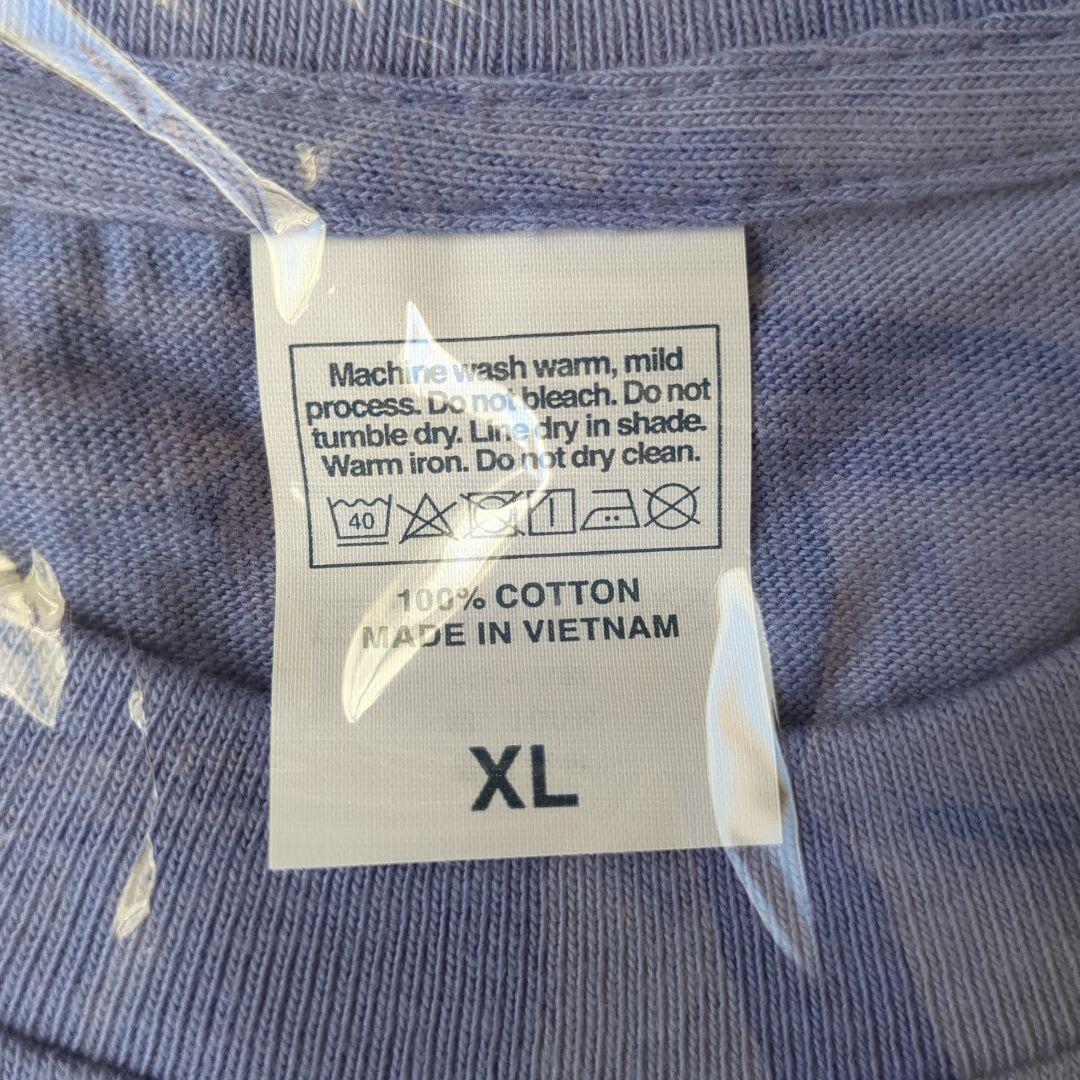 Machine wash warm, mild
process. Do not bleach. Do not
tumble dry. Line dry in shade.
Warm iron. Do not dry clean.
40
100% COTTON
MADE IN VIETNAM
XL